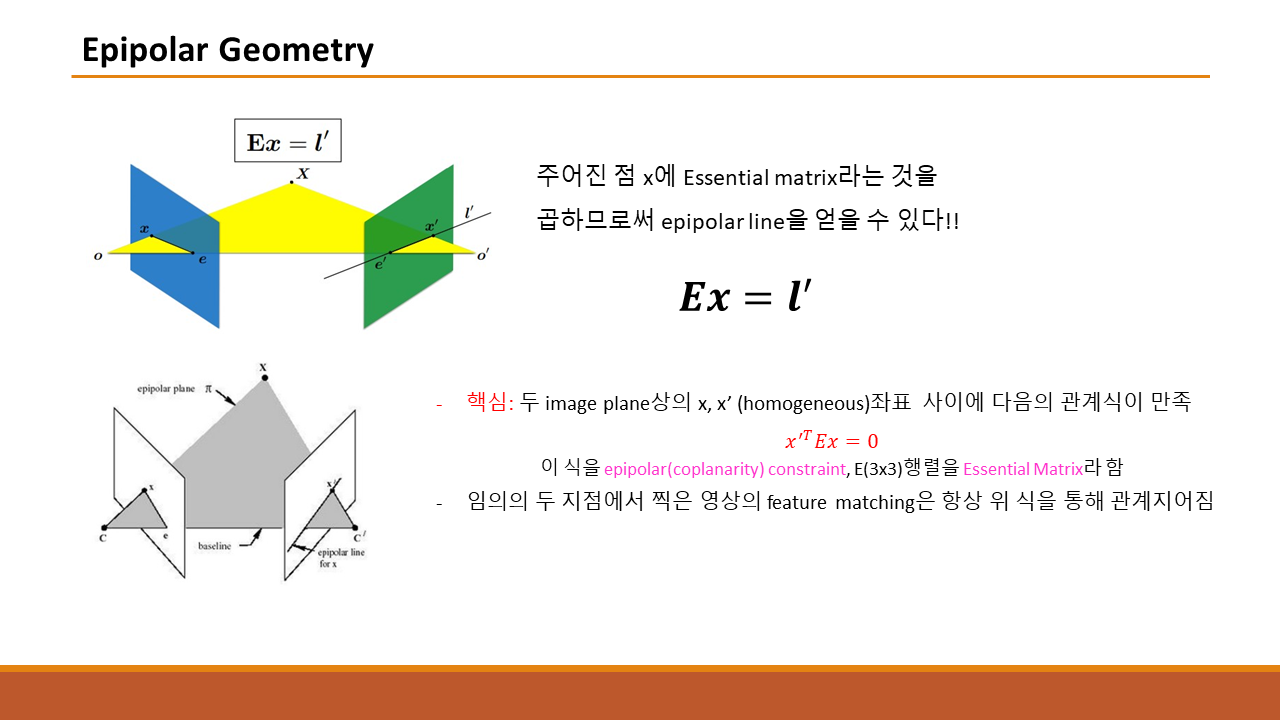 Epipolar Geometry
Ex = l′
X
x
x′
l′
o
e
e′
o′
주어진 점 x에 Essential matrix라는 것을
곱하므로써 epipolar line을 얻을 수 있다!!
Ex = l′
X
epipolar plane π
x
x′
C
e
C′
baseline
epipolar line
for x
- 핵심: 두 image plane상의 x, x’ (homogeneous)좌표 사이에 다음의 관계식이 만족
x′ᵀEx = 0
이 식을 epipolar(coplanarity) constraint, E(3x3)행렬을 Essential Matrix라 함
- 임의의 두 지점에서 찍은 영상의 feature matching은 항상 위 식을 통해 관계지어짐